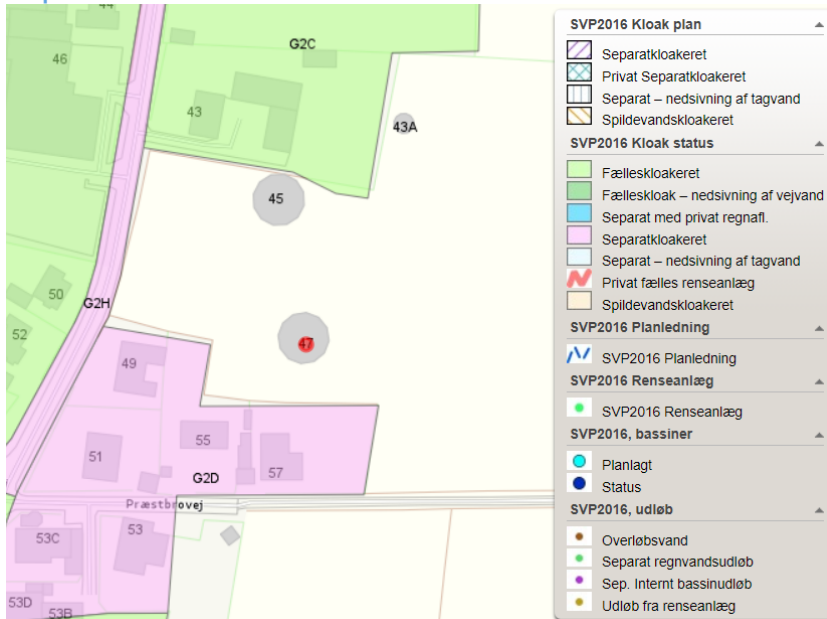 44
46
G2C
43
43A
45
50
G2H
52
47
49
55
51
57
G2D
Præstbrovej
53C
53
53D
53B
SVP2016 Kloak plan
Separatkloakeret
Privat Separatkloakeret
Separat – nedsivning af tagvand
Spildevandskloakeret
SVP2016 Kloak status
Fælleskloakeret
Fælleskloak – nedsivning af vejvand
Separat med privat regnafl.
Separatkloakeret
Separat – nedsivning af tagvand
Privat fælles renseanlæg
Spildevandskloakeret
SVP2016 Planledning
SVP2016 Planledning
SVP2016 Renseanlæg
SVP2016 Renseanlæg
SVP2016, bassiner
Planlagt
Status
SVP2016, udløb
Overløbsvand
Separat regnvandsudløb
Sep. Internt bassinudløb
Udløb fra renseanlæg